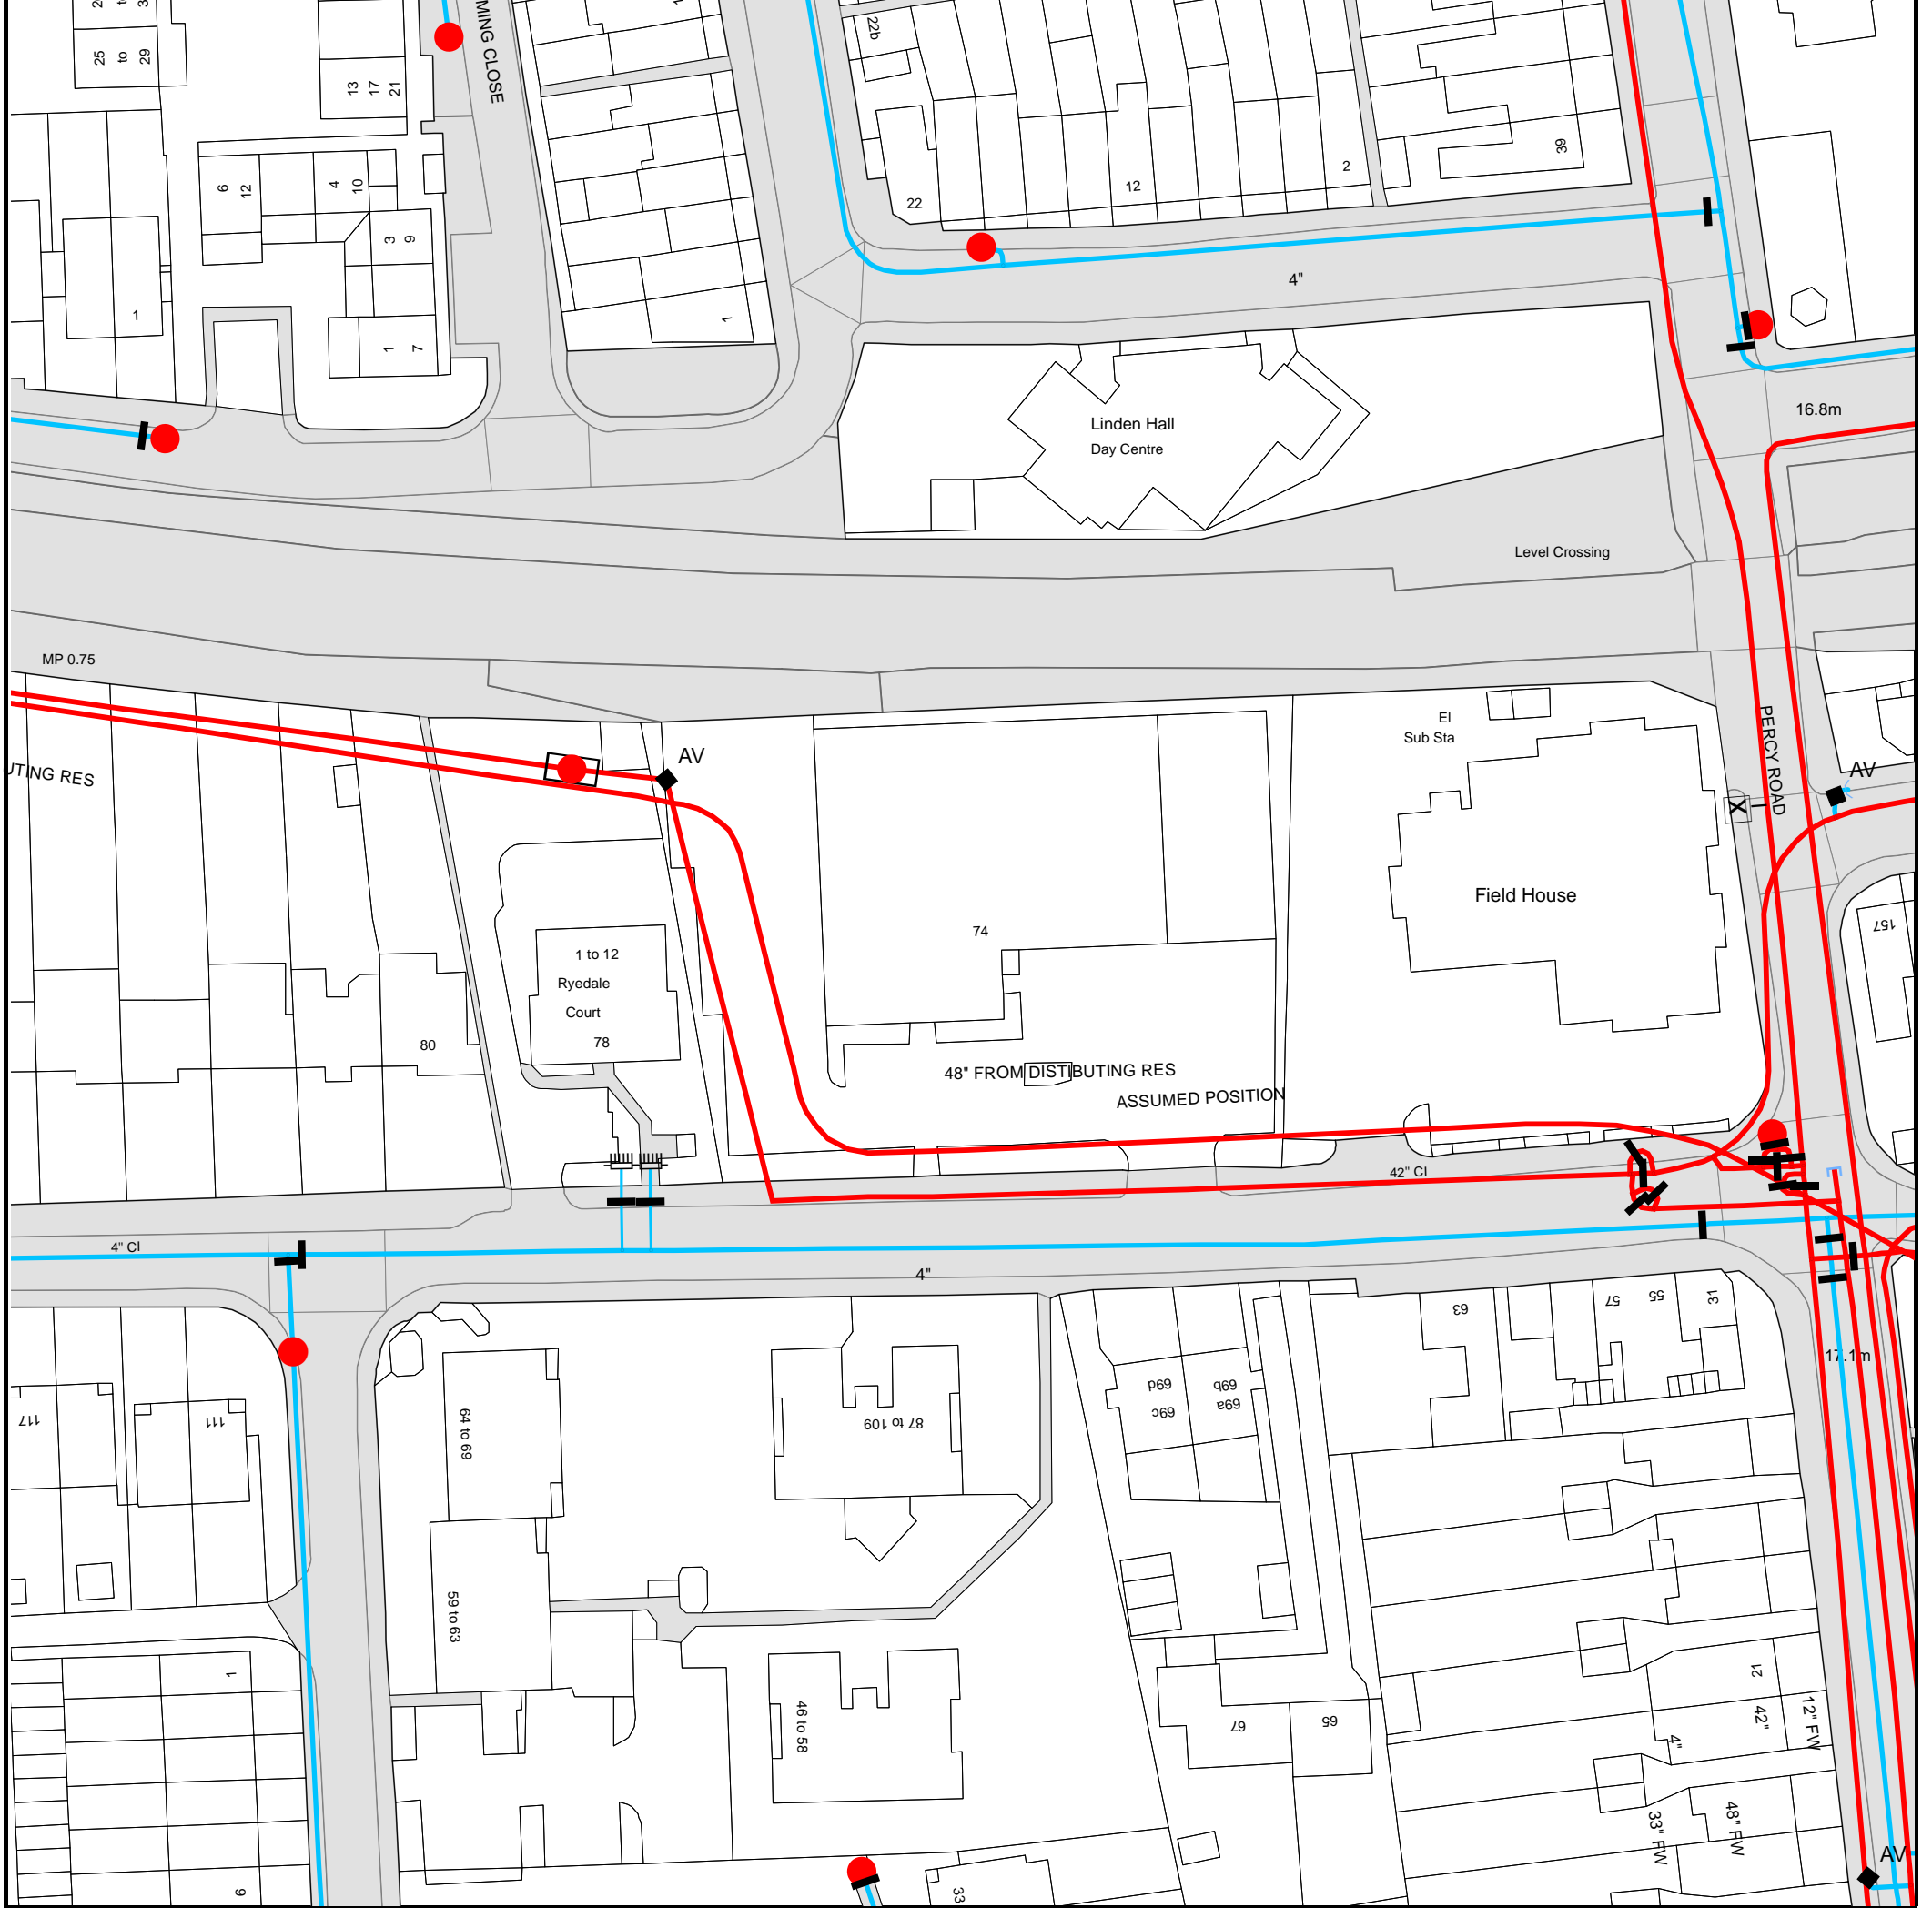 25
to
29
13
17
21
MING CLOSE
22b
6
12
4
10
3
9
1
1
7
1
22
12
2
39
4"
Linden Hall
Day Centre
16.8m
Level Crossing
MP 0.75
UTING RES
AV
El
Sub Sta
PERCY ROAD
AV
X
Field House
157
74
1 to 12
Ryedale
Court
78
80
48" FROM DISTIBUTING RES
ASSUMED POSITION
42" CI
4" CI
4"
63
57
55
31
17.1m
117
111
64 to 69
87 to 109
69d
69b
69c
69a
59 to 63
1
46 to 58
67
65
21
42"
12" FW
4"
33" FW
48" FW
AV
9
33